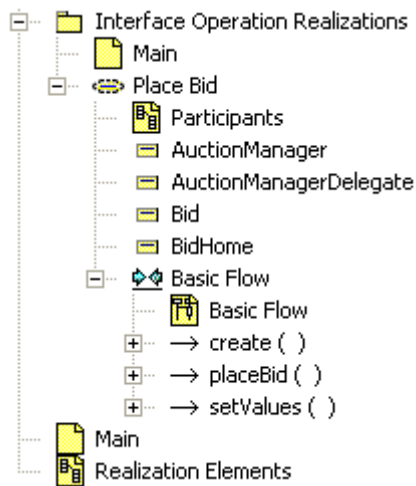 Interface Operation Realizations
Main
Place Bid
Participants
AuctionManager
AuctionManagerDelegate
Bid
BidHome
Basic Flow
Basic Flow
create ( )
placeBid ( )
setValues ( )
Main
Realization Elements